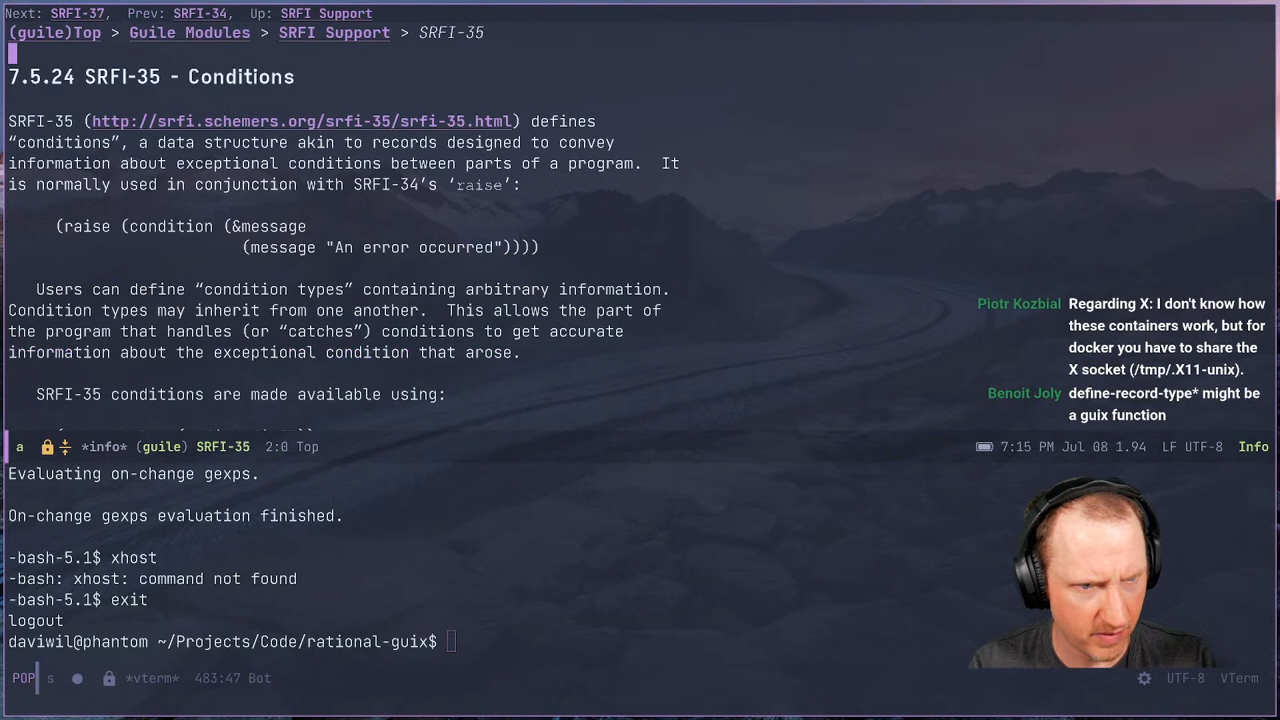 Next: SRFI-37,  Prev: SRFI-34,  Up: SRFI Support
(guile)Top > Guile Modules > SRFI Support > SRFI-35
7.5.24 SRFI-35 - Conditions
SRFI-35 (http://srfi.schemers.org/srfi-35/srfi-35.html) defines
“conditions”, a data structure akin to records designed to convey
information about exceptional conditions between parts of a program.  It
is normally used in conjunction with SRFI-34’s ‘raise’:
(raise (condition (&message
(message "An error occurred"))))
Users can define “condition types” containing arbitrary information.
Condition types may inherit from one another.  This allows the part of
the program that handles (or “catches”) conditions to get accurate
information about the exceptional condition that arose.
SRFI-35 conditions are made available using:
Piotr Kozbial Regarding X: I don't know how
these containers work, but for
docker you have to share the
X socket (/tmp/.X11-unix).
Benoit Joly define-record-type* might be
a guix function
a *info* (guile) SRFI-35 2:0 Top 7:15 PM Jul 08 1.94 LF UTF-8 Info
Evaluating on-change gexps.
On-change gexps evaluation finished.
-bash-5.1$ xhost
-bash: xhost: command not found
-bash-5.1$ exit
logout
daviwil@phantom ~/Projects/Code/rational-guix$
POP s *vterm* 483:47 Bot UTF-8 VTerm